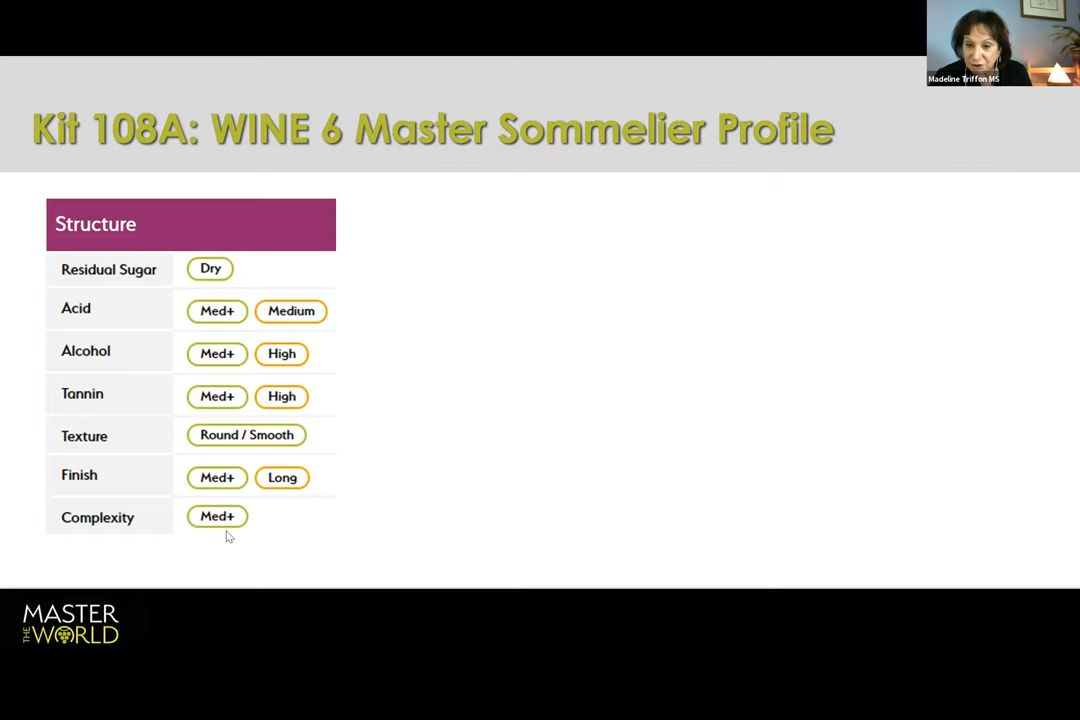 Madeline Triffon MS
Kit 108A: WINE 6 Master Sommelier Profile
Structure
Residual Sugar Dry
Acid Med+ Medium
Alcohol Med+ High
Tannin Med+ High
Texture Round / Smooth
Finish Med+ Long
Complexity Med+
MASTER
THE WORLD